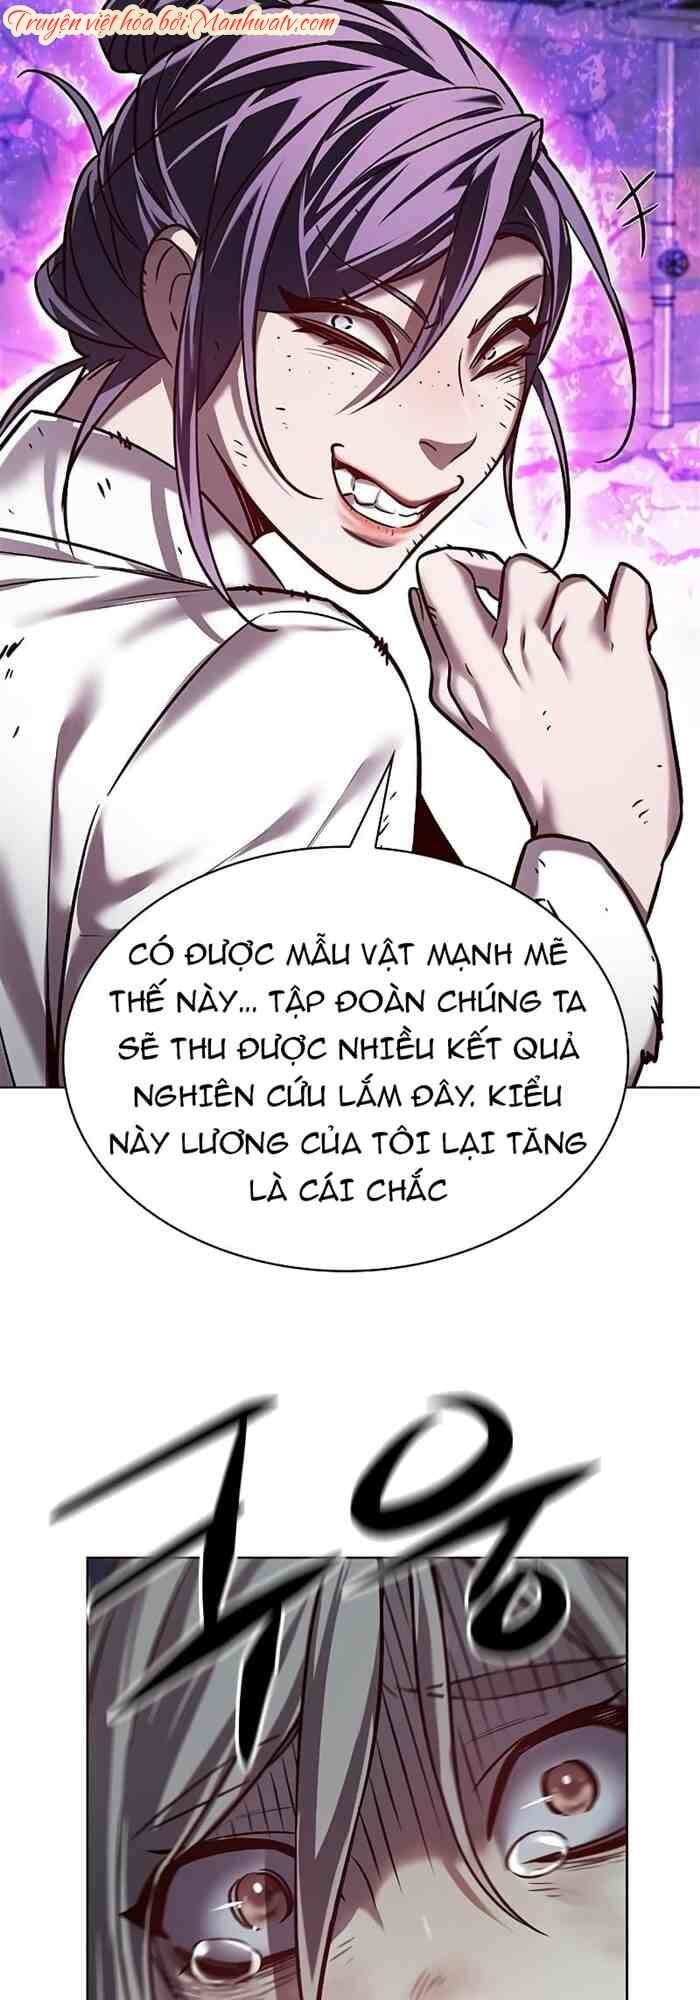 Truyện việt hóa bởi Manhwatv.com
CÓ ĐƯỢC MẪU VẬT MẠNH MẼ
THẾ NÀY... TẬP ĐOÀN CHÚNG TA
SẼ THU ĐƯỢC NHIỀU KẾT QUẢ
NGHIÊN CỨU LẮM ĐÂY. KIỂU
NÀY LƯƠNG CỦA TÔI LẠI TĂNG
LÀ CÁI CHẮC